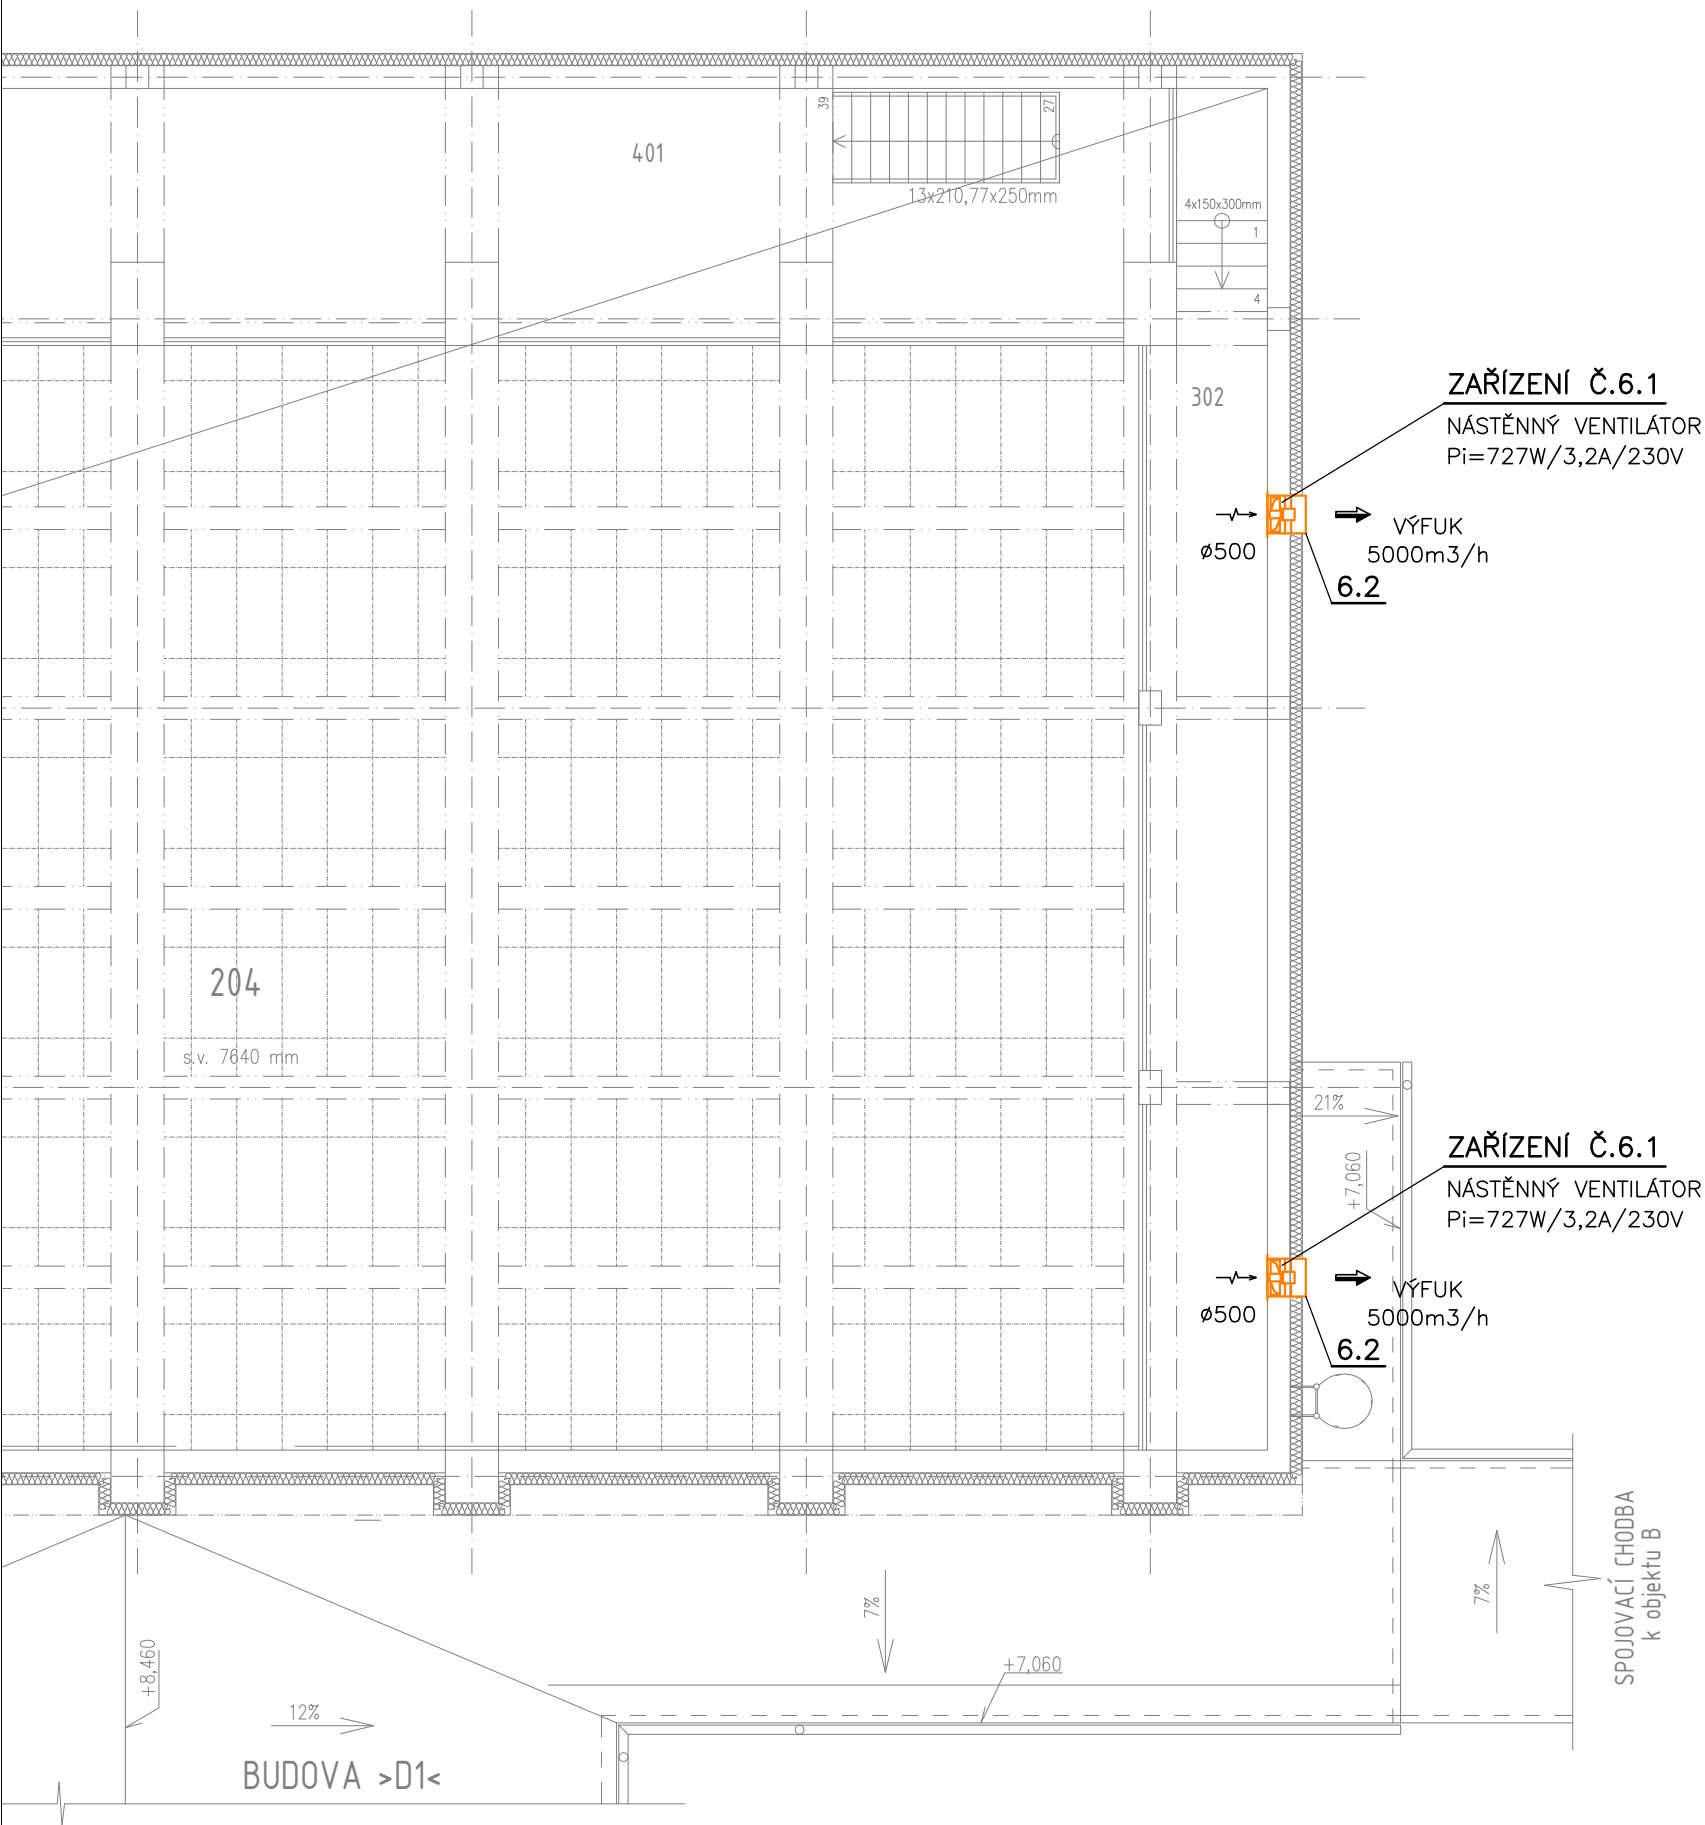 39
27
401
13x210,77x250mm
4x150x300mm
1
4
302
ZAŘÍZENÍ Č.6.1
NÁSTĚNNÝ VENTILÁTOR
Pi=727W/3,2A/230V
VÝFUK
5000m3/h
ø500
6.2
204
s.v. 7640 mm
21%
+7,060
ZAŘÍZENÍ Č.6.1
NÁSTĚNNÝ VENTILÁTOR
Pi=727W/3,2A/230V
VÝFUK
5000m3/h
ø500
6.2
SPOJOVACÍ CHODBA
k objektu B
7%
7%
+8,460
+7,060
12%
BUDOVA >D1<